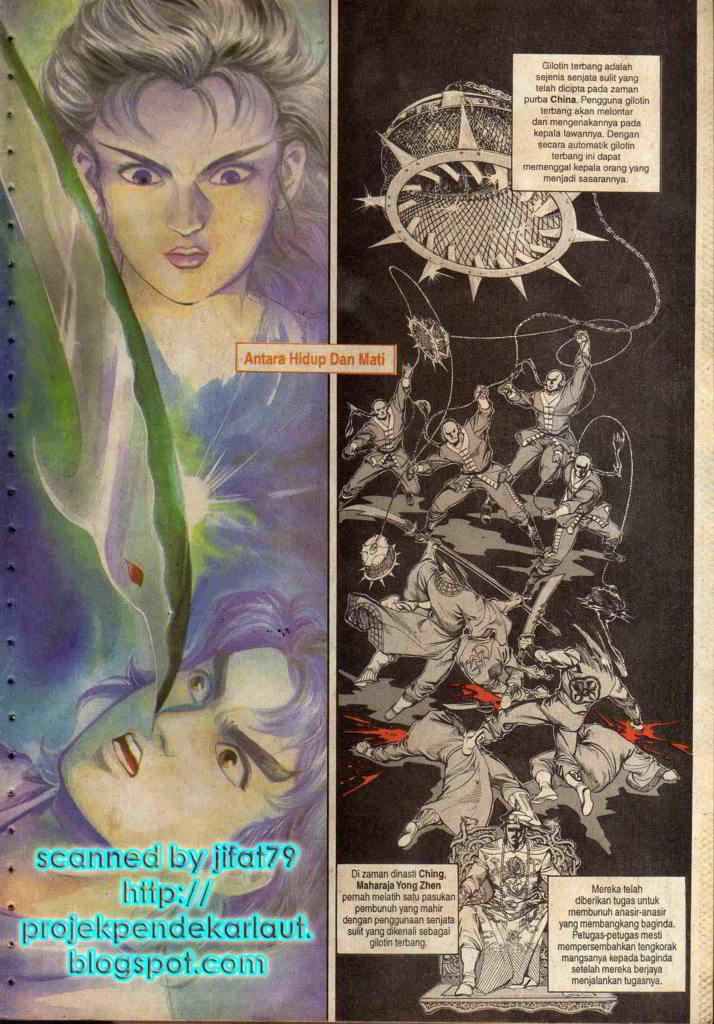 Gilotin terbang adalah
sejenis senjata sulit yang
telah dicipta pada zaman
purba China. Pengguna gilotin
terbang akan melontar
dan mengenakannya pada
kepala lawannya. Dengan
secara automatik gilotin
terbang ini dapat
memenggal kepala orang yang
menjadi sasarannya.
Antara Hidup Dan Mati
scanned by jifat79
http://
projekpendekarlaut.
blogspot.com
Di zaman dinasti Ching,
Maharaja Yong Zhen
pernah melatih satu pasukan
pembunuh yang mahir
dengan penggunaan senjata
sulit yang dikenali sebagai
gilotin terbang.
Mereka telah
diberikan tugas untuk
membunuh anasir-anasir
yang membangkang baginda.
Petugas-petugas mesti
mempersembahkan tengkorak
mangsanya kepada baginda
setelah mereka berjaya
menjalankan tugasnya.